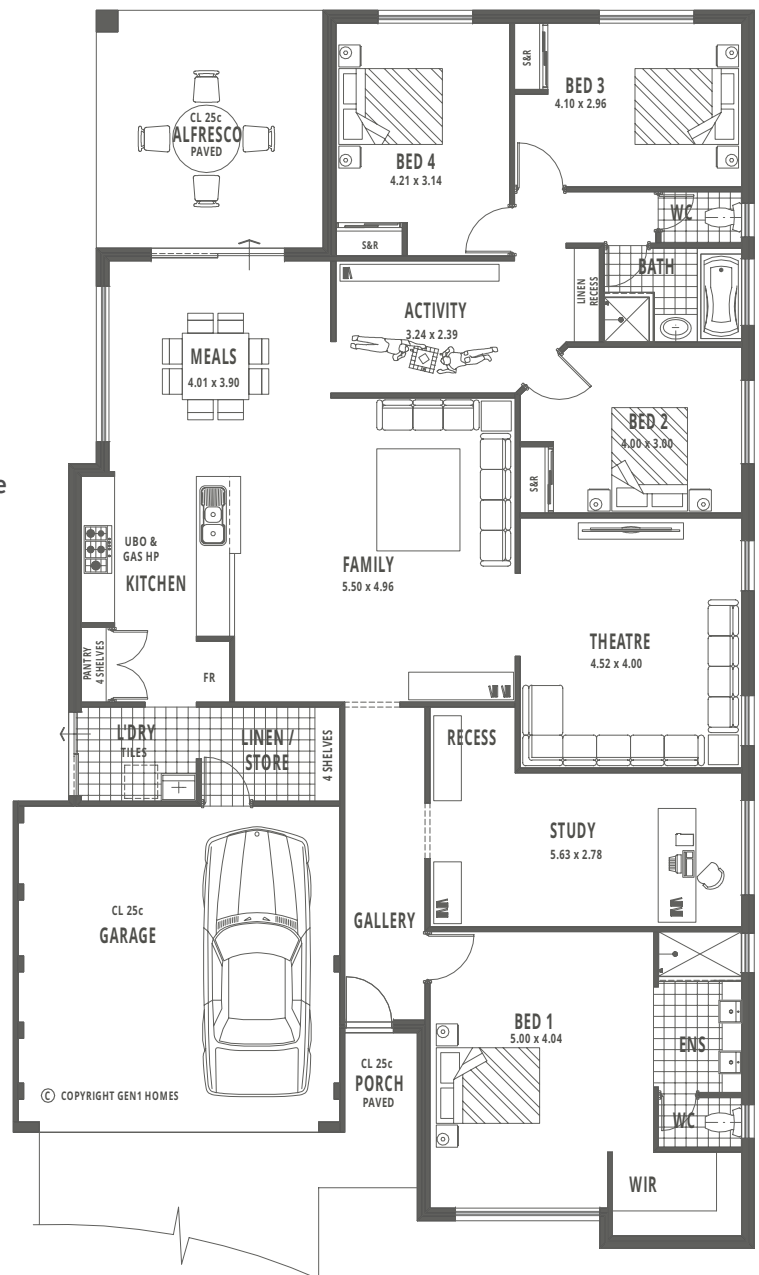 CL 25c
ALFRESCO
PAVED
S&R
BED 3
4.10 x 2.96
BED 4
4.21 x 3.14
S&R
WC
BATH
LINEN
RECESS
ACTIVITY
3.24 x 2.39
MEALS
4.01 x 3.90
BED 2
4.00 x 3.00
S&R
e
UBO &
GAS HP
KITCHEN
FAMILY
5.50 x 4.96
THEATRE
4.52 x 4.00
PANTRY
4 SHELVES
FR
L'DRY
TILES
LINEN /
STORE
4 SHELVES
RECESS
STUDY
5.63 x 2.78
CL 25c
GARAGE
GALLERY
BED 1
5.00 x 4.04
ENS
CL 25c
PORCH
PAVED
© COPYRIGHT GEN1 HOMES
WC
WIR